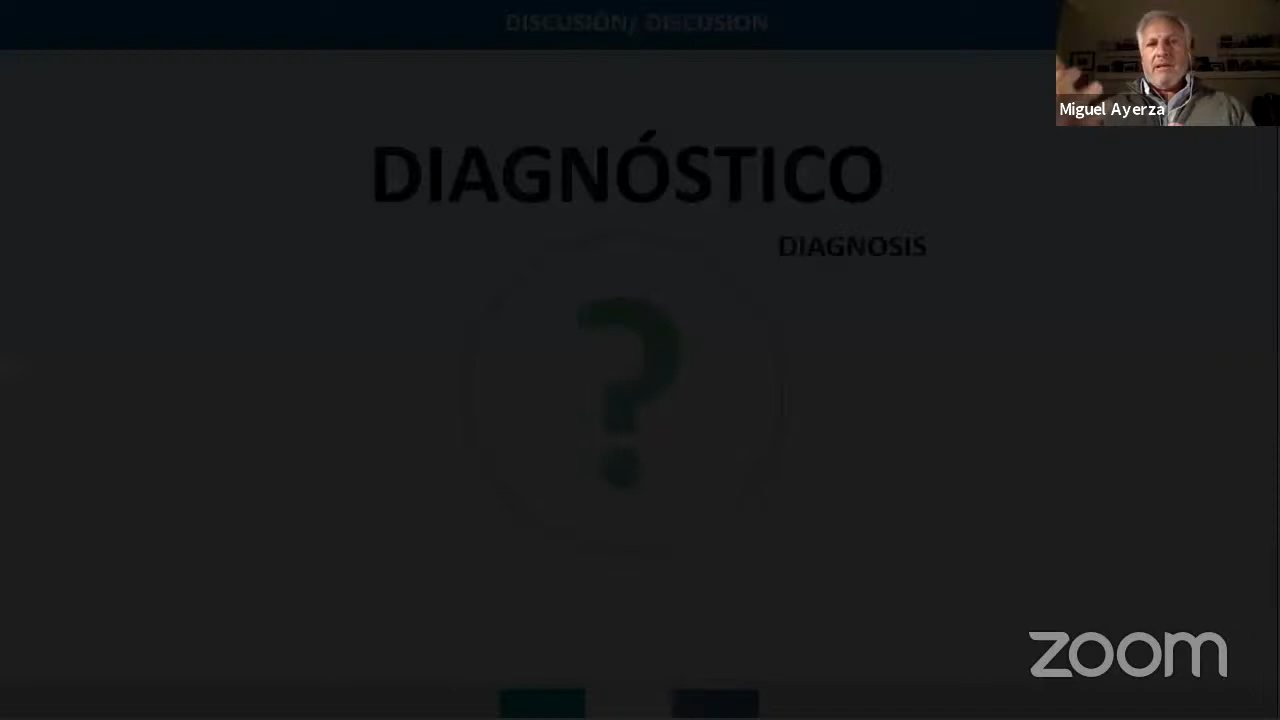 DISCUSIÓN/ DISCUSION
Miguel Ayerza
DIAGNÓSTICO
DIAGNOSIS
?
zoom